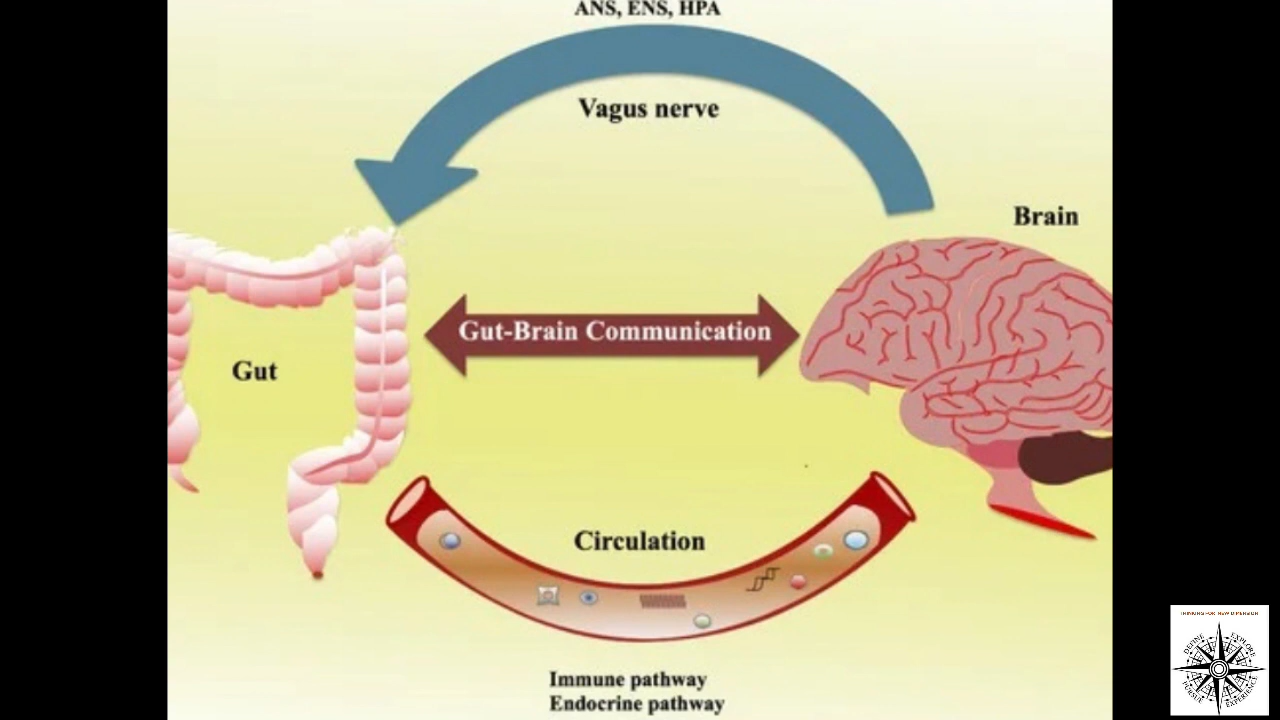 ANS, ENS, HPA
Vagus nerve
Brain
Gut-Brain Communication
Gut
Circulation
Immune pathway
Endocrine pathway